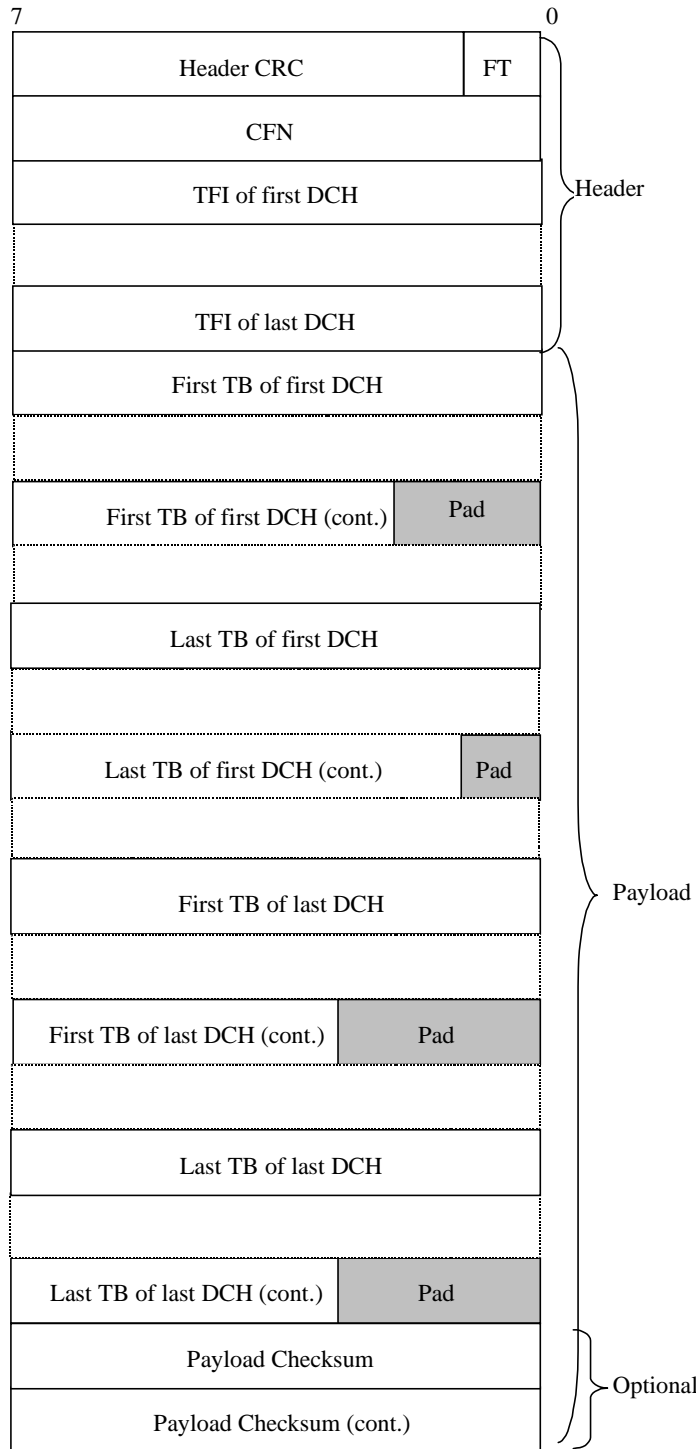 7 0
Header CRC FT
CFN
TFI of first DCH
Header
TFI of last DCH
First TB of first DCH
First TB of first DCH (cont.) Pad
Last TB of first DCH
Last TB of first DCH (cont.) Pad
First TB of last DCH
Payload
First TB of last DCH (cont.) Pad
Last TB of last DCH
Last TB of last DCH (cont.) Pad
Payload Checksum
Optional
Payload Checksum (cont.)